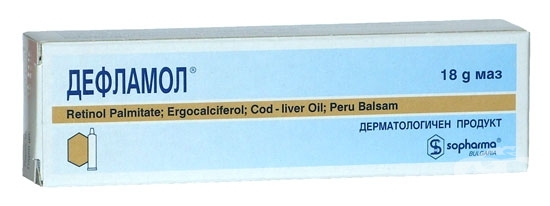 ДЕФЛАМОЛ®
18 g маз
Retinol Palmitate; Ergocalciferol; Cod - liver Oil; Peru Balsam
ДЕРМАТОЛОГИЧЕН ПРОДУКТ
sopharma
BULGARIA